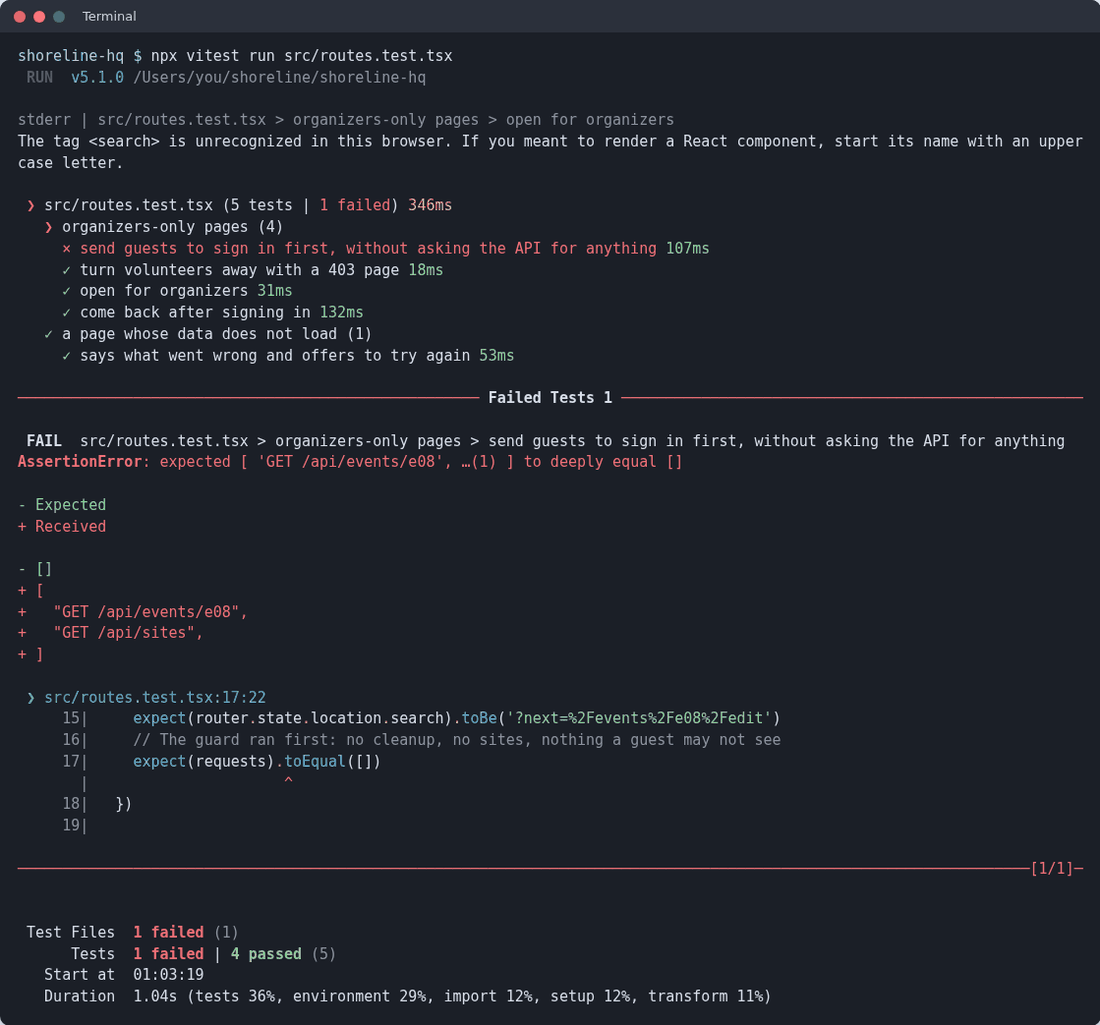 Terminal
shoreline-hq $ npx vitest run src/routes.test.tsx
RUN  v5.1.0 /Users/you/shoreline/shoreline-hq
stderr | src/routes.test.tsx > organizers-only pages > open for organizers
The tag <search> is unrecognized in this browser. If you meant to render a React component, start its name with an upper
case letter.
❯ src/routes.test.tsx (5 tests | 1 failed) 346ms
❯ organizers-only pages (4)
× send guests to sign in first, without asking the API for anything 107ms
✓ turn volunteers away with a 403 page 18ms
✓ open for organizers 31ms
✓ come back after signing in 132ms
✓ a page whose data does not load (1)
✓ says what went wrong and offers to try again 53ms
Failed Tests 1
FAIL  src/routes.test.tsx > organizers-only pages > send guests to sign in first, without asking the API for anything
AssertionError: expected [ 'GET /api/events/e08', …(1) ] to deeply equal []
- Expected
+ Received
- []
+ [
+   "GET /api/events/e08",
+   "GET /api/sites",
+ ]
❯ src/routes.test.tsx:17:22
15|     expect(router.state.location.search).toBe('?next=%2Fevents%2Fe08%2Fedit')
16|     // The guard ran first: no cleanup, no sites, nothing a guest may not see
17|     expect(requests).toEqual([])
|                      ^
18|   })
19|
[1/1]
Test Files  1 failed (1)
Tests  1 failed | 4 passed (5)
Start at  01:03:19
Duration  1.04s (tests 36%, environment 29%, import 12%, setup 12%, transform 11%)